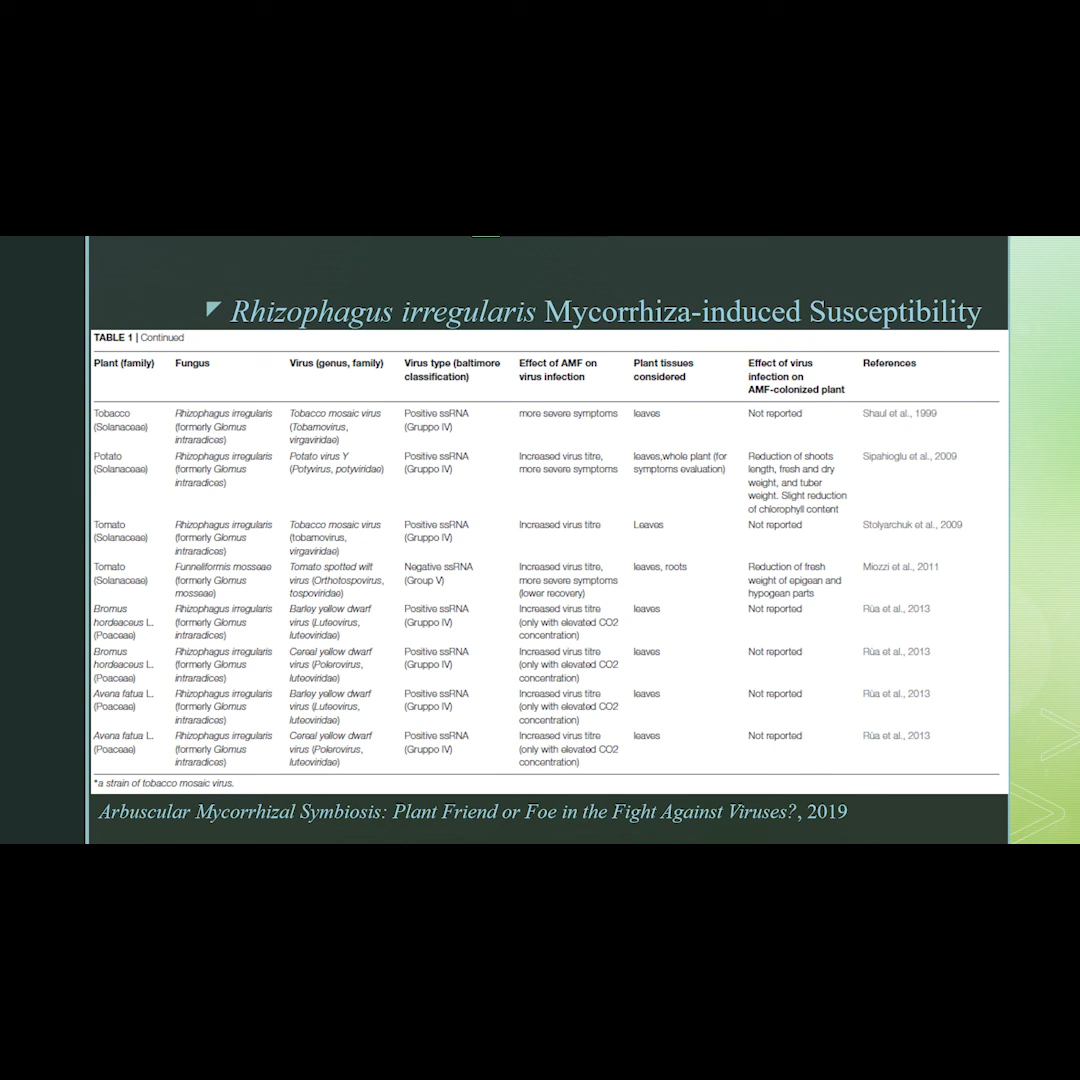 Rhizophagus irregularis Mycorrhiza-induced Susceptibility
TABLE 1 | Continued
Plant (family) Fungus Virus (genus, family) Virus type (baltimore classification) Effect of AMF on virus infection Plant tissues considered Effect of virus infection on AMF-colonized plant References
Tobacco (Solanaceae) Rhizophagus irregularis (formerly Glomus intraradices) Tobacco mosaic virus (Tobamovirus, virgaviridae) Positive ssRNA (Gruppo IV) more severe symptoms leaves Not reported Shaul et al., 1999
Potato (Solanaceae) Rhizophagus irregularis (formerly Glomus intraradices) Potato virus Y (Potyvirus, potyviridae) Positive ssRNA (Gruppo IV) Increased virus titre, more severe symptoms leaves,whole plant (for symptoms evaluation) Reduction of shoots length, fresh and dry weight, and tuber weight. Slight reduction of chlorophyll content Sipahioglu et al., 2009
Tomato (Solanaceae) Rhizophagus irregularis (formerly Glomus intraradices) Tobacco mosaic virus (tobamovirus, virgaviridae) Positive ssRNA (Gruppo IV) Increased virus titre Leaves Not reported Stolyarchuk et al., 2009
Tomato (Solanaceae) Funneliformis mosseae (formerly Glomus mosseae) Tomato spotted wilt virus (Orthotospovirus, tospoviridae) Negative ssRNA (Group V) Increased virus titre, more severe symptoms (lower recovery) leaves, roots Reduction of fresh weight of epigean and hypogean parts Miozzi et al., 2011
Bromus hordeaceus L. (Poaceae) Rhizophagus irregularis (formerly Glomus intraradices) Barley yellow dwarf virus (Luteovirus, luteoviridae) Positive ssRNA (Gruppo IV) Increased virus titre (only with elevated CO2 concentration) leaves Not reported Rùa et al., 2013
Bromus hordeaceus L. (Poaceae) Rhizophagus irregularis (formerly Glomus intraradices) Cereal yellow dwarf virus (Polerovirus, luteoviridae) Positive ssRNA (Gruppo IV) Increased virus titre (only with elevated CO2 concentration) leaves Not reported Rùa et al., 2013
Avena fatua L. (Poaceae) Rhizophagus irregularis (formerly Glomus intraradices) Barley yellow dwarf virus (Luteovirus, luteoviridae) Positive ssRNA (Gruppo IV) Increased virus titre (only with elevated CO2 concentration) leaves Not reported Rùa et al., 2013
Avena fatua L. (Poaceae) Rhizophagus irregularis (formerly Glomus intraradices) Cereal yellow dwarf virus (Polerovirus, luteoviridae) Positive ssRNA (Gruppo IV) Increased virus titre (only with elevated CO2 concentration) leaves Not reported Rùa et al., 2013
*a strain of tobacco mosaic virus.
Arbuscular Mycorrhizal Symbiosis: Plant Friend or Foe in the Fight Against Viruses?, 2019